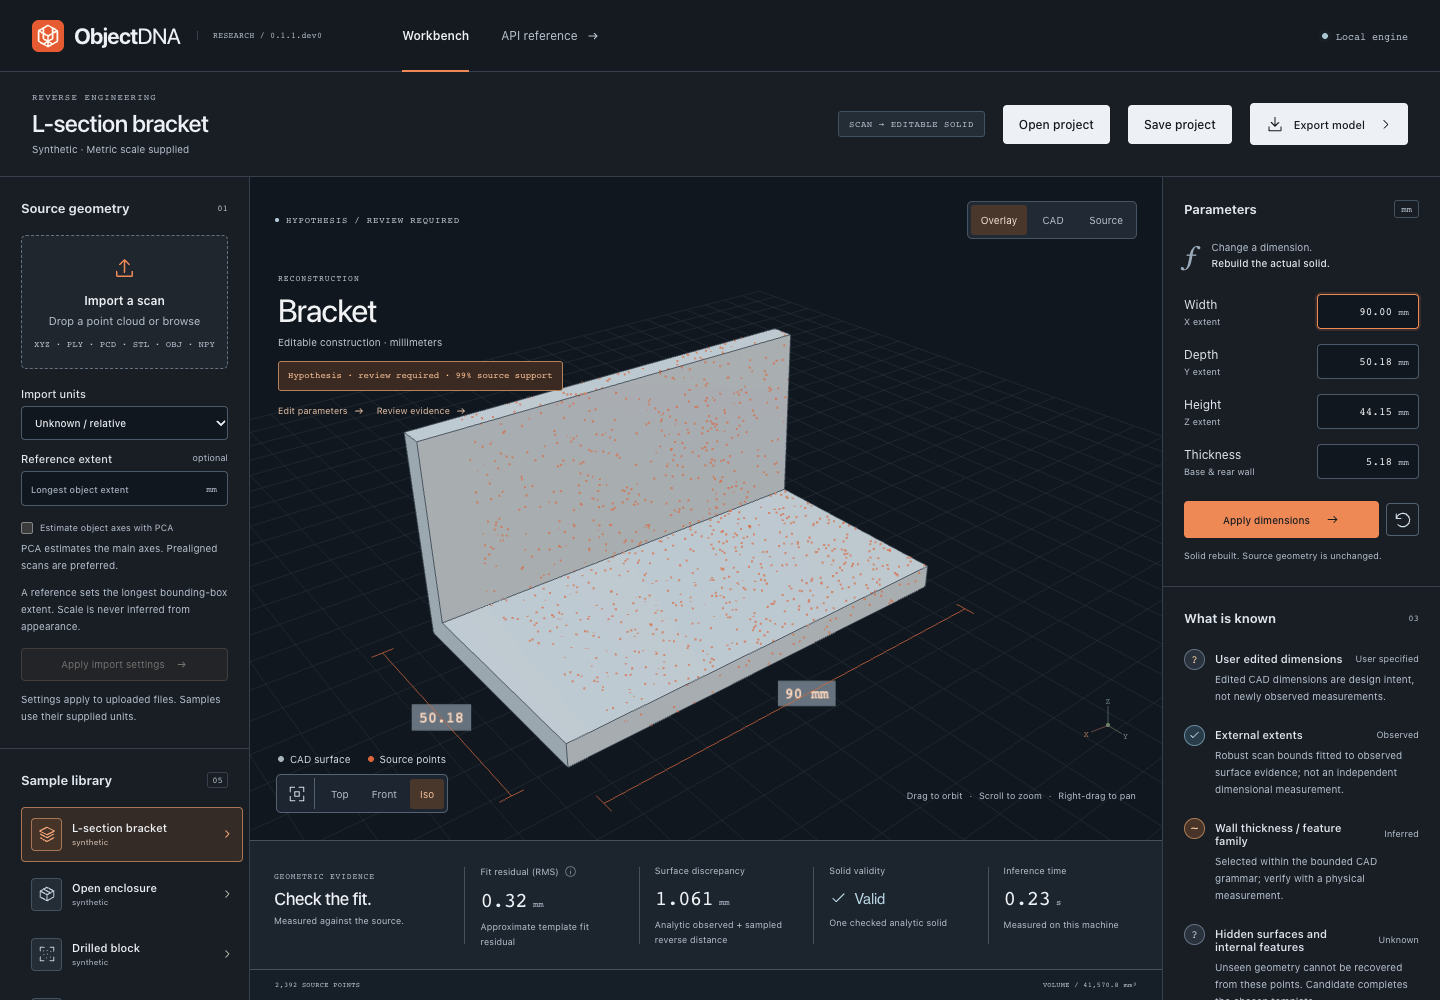 ObjectDNA
RESEARCH / 0.1.1.dev0
Workbench
API reference →
Local engine
REVERSE ENGINEERING
L-section bracket
Synthetic · Metric scale supplied
SCAN → EDITABLE SOLID
Open project
Save project
Export model
Source geometry
01
Import a scan
Drop a point cloud or browse
XYZ · PLY · PCD · STL · OBJ · NPY
Import units
Unknown / relative
Reference extent
optional
Longest object extent
mm
Estimate object axes with PCA
PCA estimates the main axes. Prealigned
scans are preferred.
A reference sets the longest bounding-box
extent. Scale is never inferred from
appearance.
Apply import settings →
Settings apply to uploaded files. Samples
use their supplied units.
Sample library
05
L-section bracket
synthetic
Open enclosure
synthetic
Drilled block
synthetic
HYPOTHESIS / REVIEW REQUIRED
Overlay
CAD
Source
RECONSTRUCTION
Bracket
Editable construction · millimeters
Hypothesis · review required · 99% source support
Edit parameters →
Review evidence →
50.18
90 mm
Z
X
Y
CAD surface
Source points
Top
Front
Iso
Drag to orbit · Scroll to zoom · Right-drag to pan
GEOMETRIC EVIDENCE
Check the fit.
Measured against the source.
Fit residual (RMS)
0.32 mm
Approximate template fit
residual
Surface discrepancy
1.061 mm
Analytic observed + sampled
reverse distance
Solid validity
Valid
One checked analytic solid
Inference time
0.23 s
Measured on this machine
2,392 SOURCE POINTS
VOLUME / 41,570.8 mm³
Parameters
mm
f
Change a dimension.
Rebuild the actual solid.
Width
X extent
90.00 mm
Depth
Y extent
50.18 mm
Height
Z extent
44.15 mm
Thickness
Base & rear wall
5.18 mm
Apply dimensions →
Solid rebuilt. Source geometry is unchanged.
What is known
03
?
User edited dimensions
User specified
Edited CAD dimensions are design intent,
not newly observed measurements.
External extents
Observed
Robust scan bounds fitted to observed
surface evidence; not an independent
dimensional measurement.
~
Wall thickness / feature
family
Inferred
Selected within the bounded CAD
grammar; verify with a physical
measurement.
?
Hidden surfaces and
internal features
Unknown
Unseen geometry cannot be recovered
from these points. Candidate completes
the chosen template.